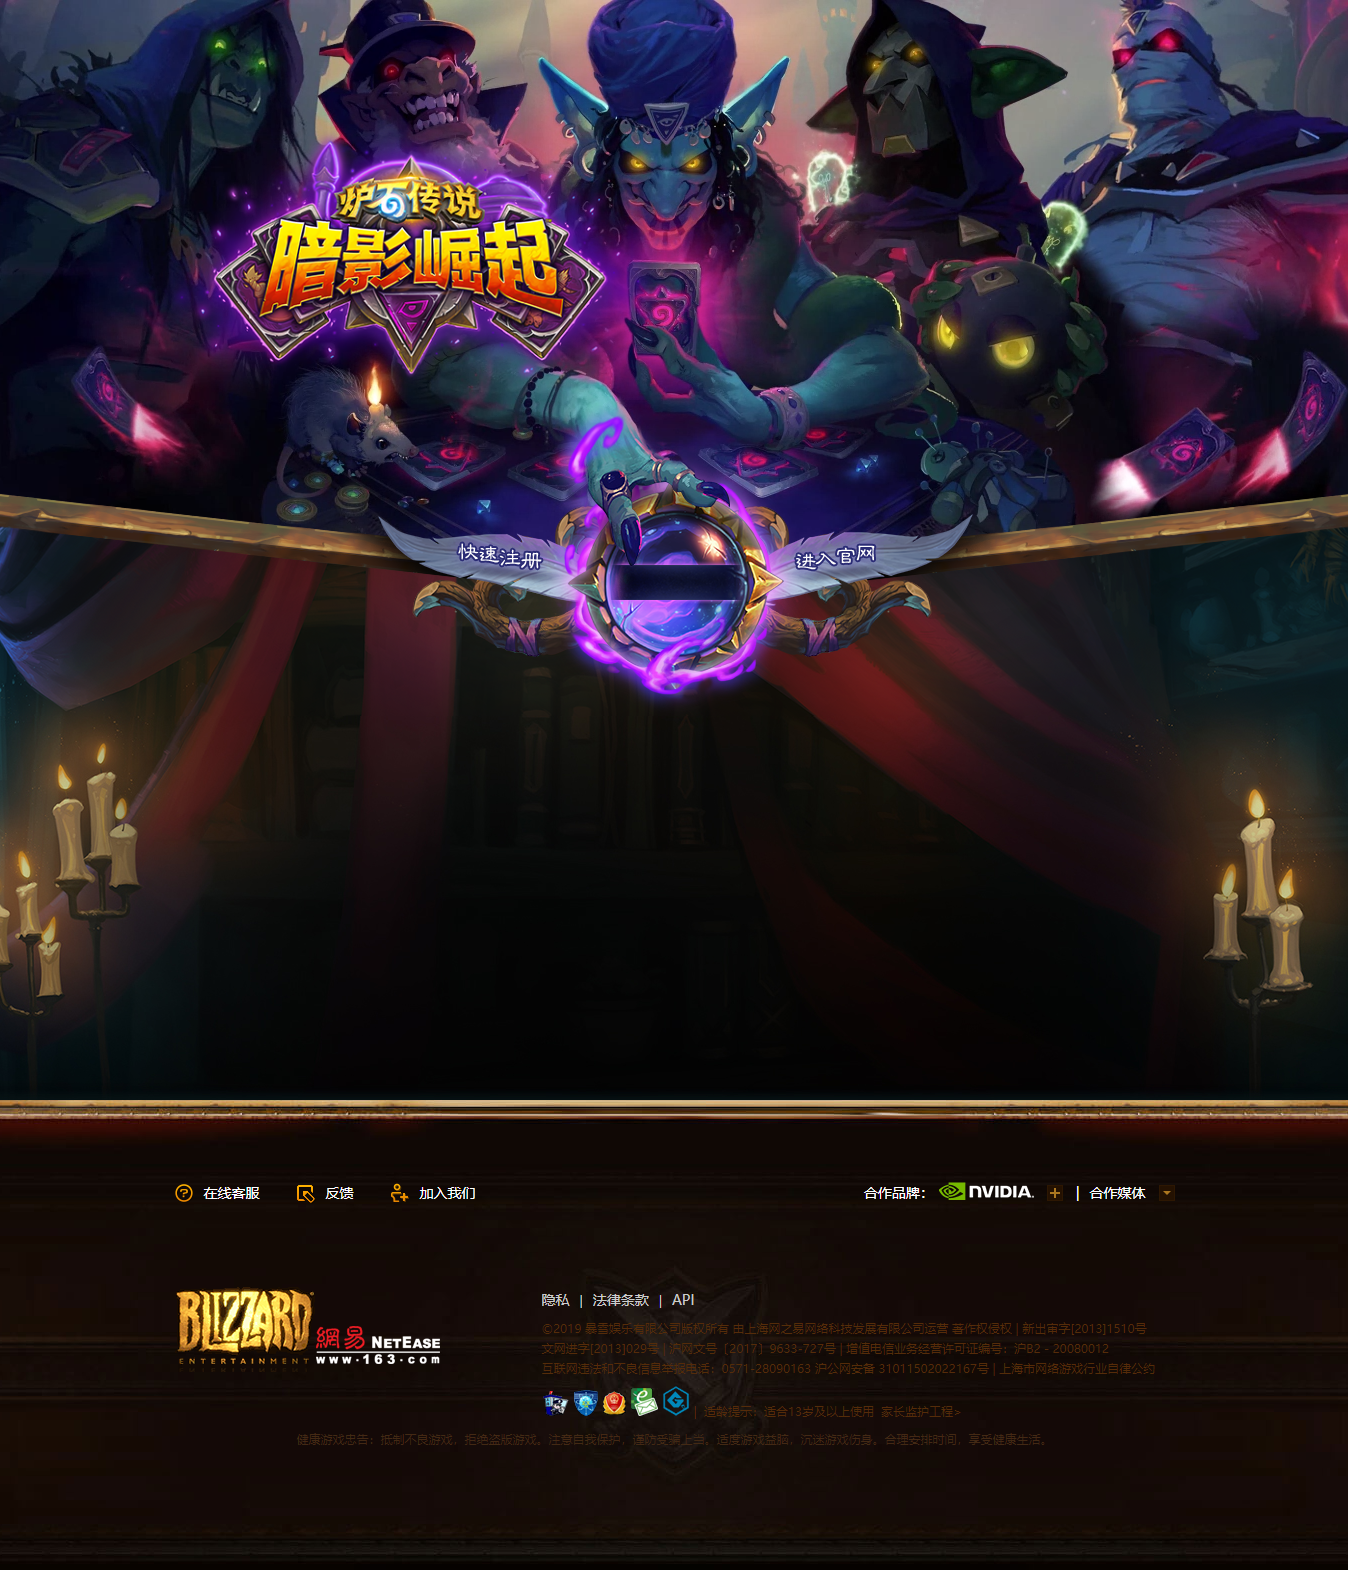 炉石传说
暗影崛起
快速注册
进入官网
在线客服 反馈 加入我们 合作品牌： NVIDIA. | 合作媒体
隐私 | 法律条款 | API
BLIZZARD
ENTERTAINMENT
網易 NETEASE
www.163.com
©2019 暴雪娱乐有限公司版权所有 由上海网之易网络科技发展有限公司运营 著作权侵权 | 新出审字[2013]1510号
文网进字[2013]029号 | 沪网文号〔2017〕9633-727号 | 增值电信业务经营许可证编号：沪B2 - 20080012
互联网违法和不良信息举报电话：0571-28090163 沪公网安备 31011502022167号 | 上海市网络游戏行业自律公约
| 适龄提示：适合13岁及以上使用 家长监护工程>
健康游戏忠告：抵制不良游戏，拒绝盗版游戏。注意自我保护，谨防受骗上当。适度游戏益脑，沉迷游戏伤身。合理安排时间，享受健康生活。